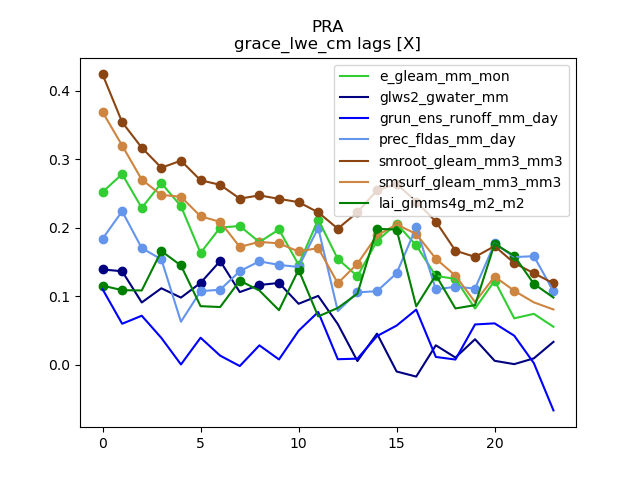 PRA
grace_lwe_cm lags [X]
e_gleam_mm_mon
glws2_gwater_mm
grun_ens_runoff_mm_day
prec_fldas_mm_day
smroot_gleam_mm3_mm3
smsurf_gleam_mm3_mm3
lai_gimms4g_m2_m2
0.4
0.3
0.2
0.1
0.0
0 5 10 15 20